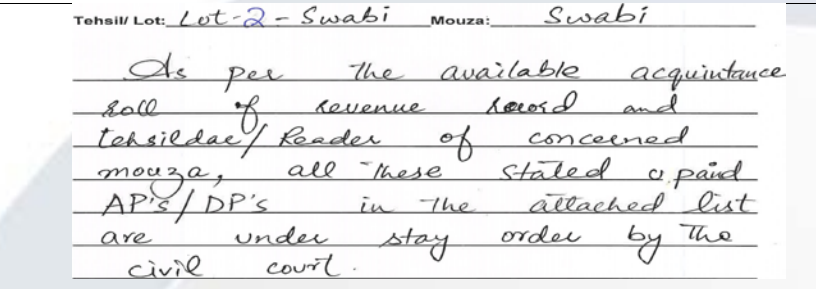 Tehsil/ Lot: Lot-2 - Swabi Mouza: Swabi
As per the available acquintance
roll of revenue record and
tehsildar/ Reader of concerned
mouza, all these stated paid
AP's/DP's in the attached list
are under stay order by the
civil court.